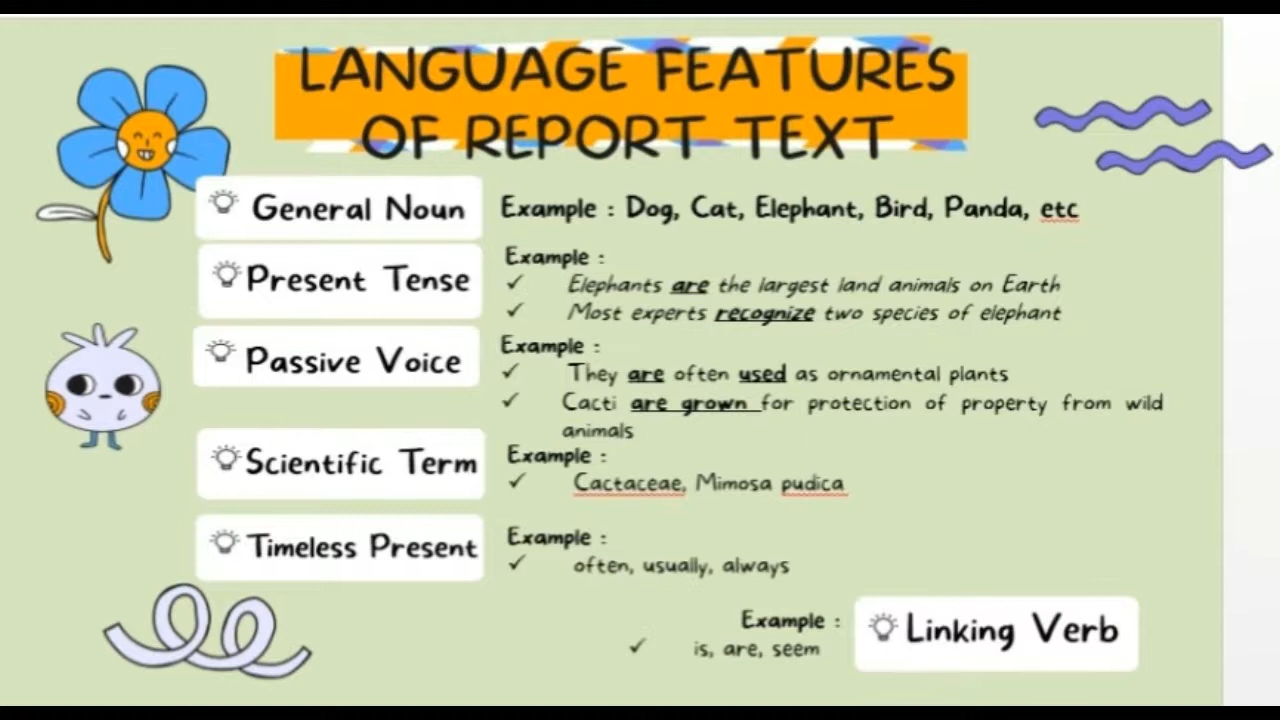 LANGUAGE FEATURES
OF REPORT TEXT
General Noun
Example : Dog, Cat, Elephant, Bird, Panda, etc
Present Tense
Example :
✓ Elephants are the largest land animals on Earth
✓ Most experts recognize two species of elephant
Passive Voice
Example :
✓ They are often used as ornamental plants
✓ Cacti are grown for protection of property from wild
animals
Scientific Term
Example :
✓ Cactaceae, Mimosa pudica
Timeless Present
Example :
✓ often, usually, always
Linking Verb
Example :
✓ is, are, seem